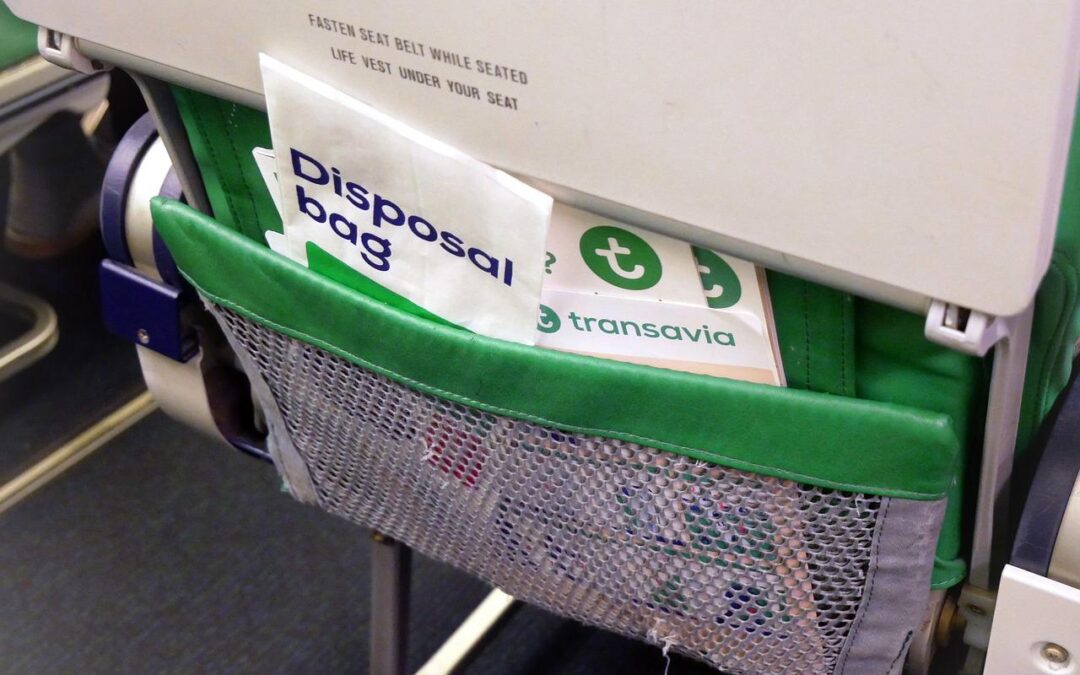 FASTEN SEAT BELT WHILE SEATED
LIFE VEST UNDER YOUR SEAT
Disposal
bag
?
t
t
t transavia